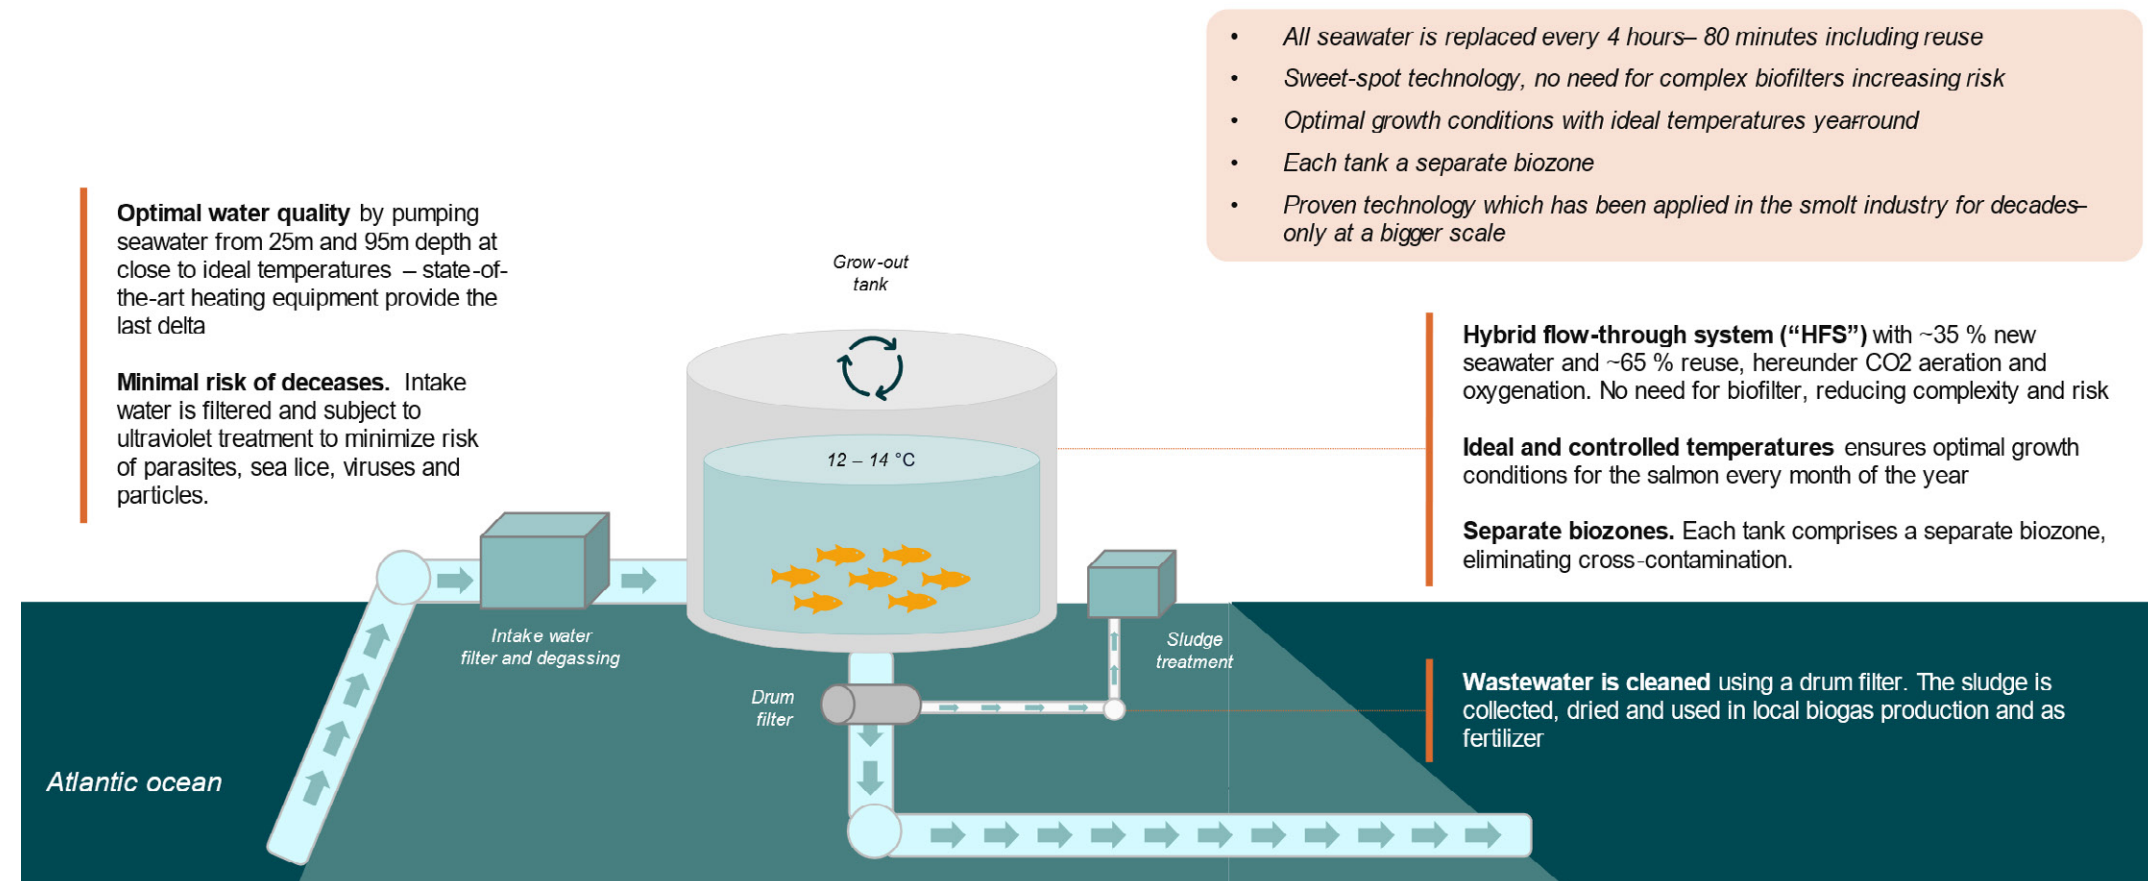 • All seawater is replaced every 4 hours– 80 minutes including reuse
• Sweet-spot technology, no need for complex biofilters increasing risk
• Optimal growth conditions with ideal temperatures year-round
• Each tank a separate biozone
• Proven technology which has been applied in the smolt industry for decades–
only at a bigger scale
Optimal water quality by pumping
seawater from 25m and 95m depth at
close to ideal temperatures – state-of-
the-art heating equipment provide the
last delta
Minimal risk of deceases. Intake
water is filtered and subject to
ultraviolet treatment to minimize risk
of parasites, sea lice, viruses and
particles.
Grow-out
tank
12 – 14 °C
Hybrid flow-through system (“HFS”) with ~35 % new
seawater and ~65 % reuse, hereunder CO2 aeration and
oxygenation. No need for biofilter, reducing complexity and risk
Ideal and controlled temperatures ensures optimal growth
conditions for the salmon every month of the year
Separate biozones. Each tank comprises a separate biozone,
eliminating cross-contamination.
Intake water
filter and degassing
Sludge
treatment
Drum
filter
Wastewater is cleaned using a drum filter. The sludge is
collected, dried and used in local biogas production and as
fertilizer
Atlantic ocean